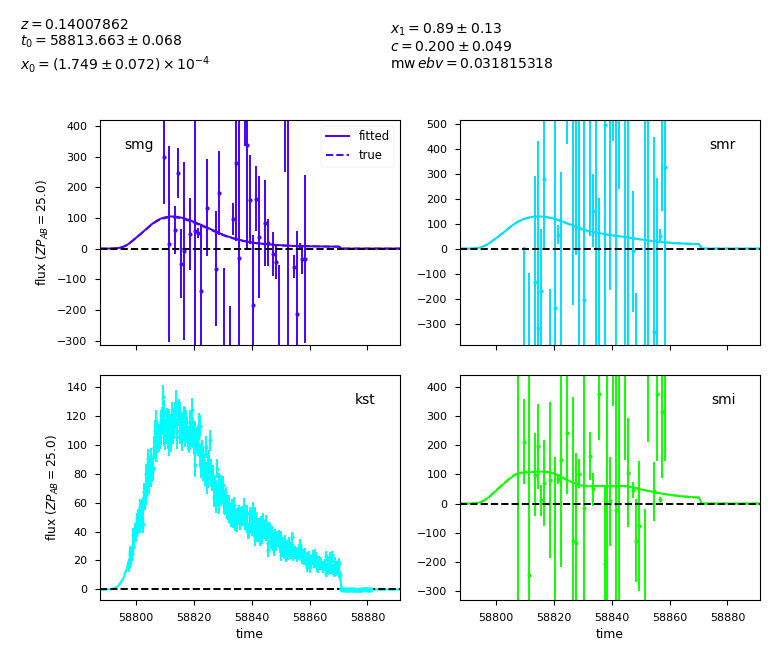 z = 0.14007862
t₀ = 58813.663 ± 0.068
x₀ = (1.749 ± 0.072) × 10⁻⁴
x₁ = 0.89 ± 0.13
c = 0.200 ± 0.049
mw ebv = 0.031815318
smg
fitted
true
400
300
200
100
0
−100
−200
−300
flux (ZP_AB = 25.0)
smr
500
400
300
200
100
0
−100
−200
−300
kst
140
120
100
80
60
40
20
0
flux (ZP_AB = 25.0)
58800 58820 58840 58860 58880
time
smi
400
300
200
100
0
−100
−200
−300
58800 58820 58840 58860 58880
time